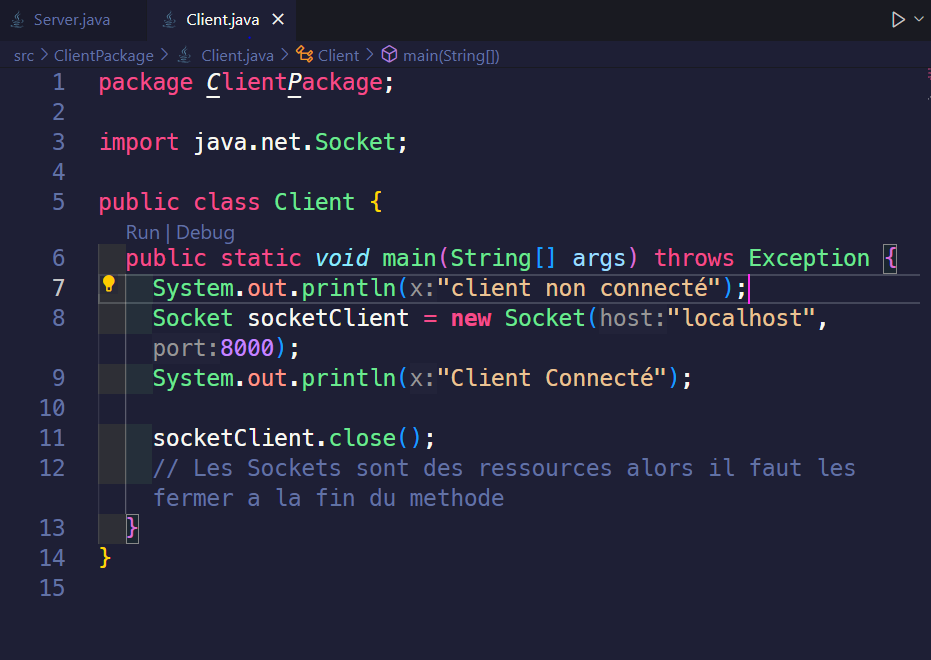 Server.java Client.java
src > ClientPackage > Client.java > Client > main(String[])
1 package ClientPackage;
2
3 import java.net.Socket;
4
5 public class Client {
Run | Debug
6 public static void main(String[] args) throws Exception {
7 System.out.println(x:"client non connecté");
8 Socket socketClient = new Socket(host:"localhost",
port:8000);
9 System.out.println(x:"Client Connecté");
10
11 socketClient.close();
12 // Les Sockets sont des ressources alors il faut les
fermer a la fin du methode
13 }
14 }
15